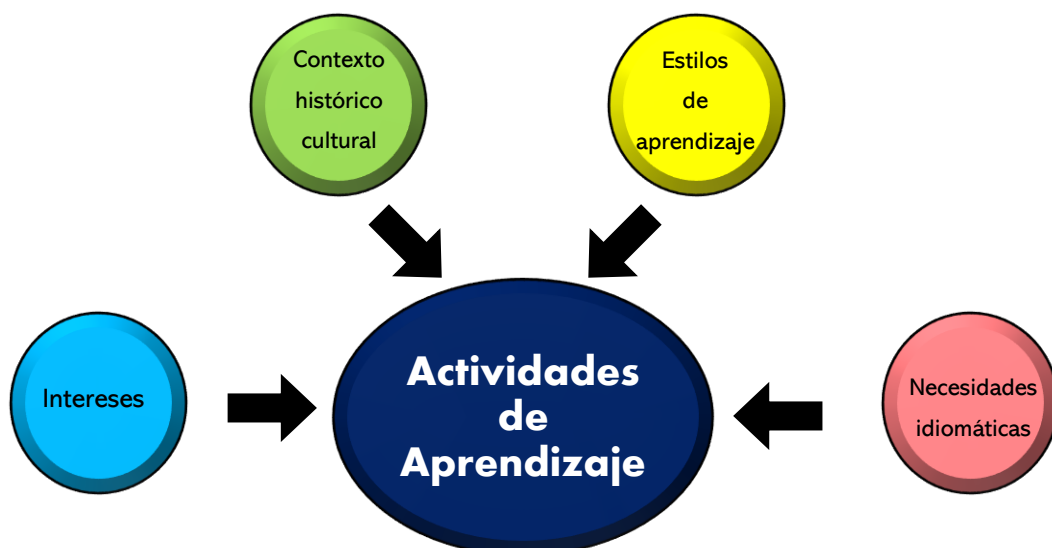 Contexto
histórico
cultural
Estilos
de
aprendizaje
Intereses
Actividades
de
Aprendizaje
Necesidades
idiomáticas